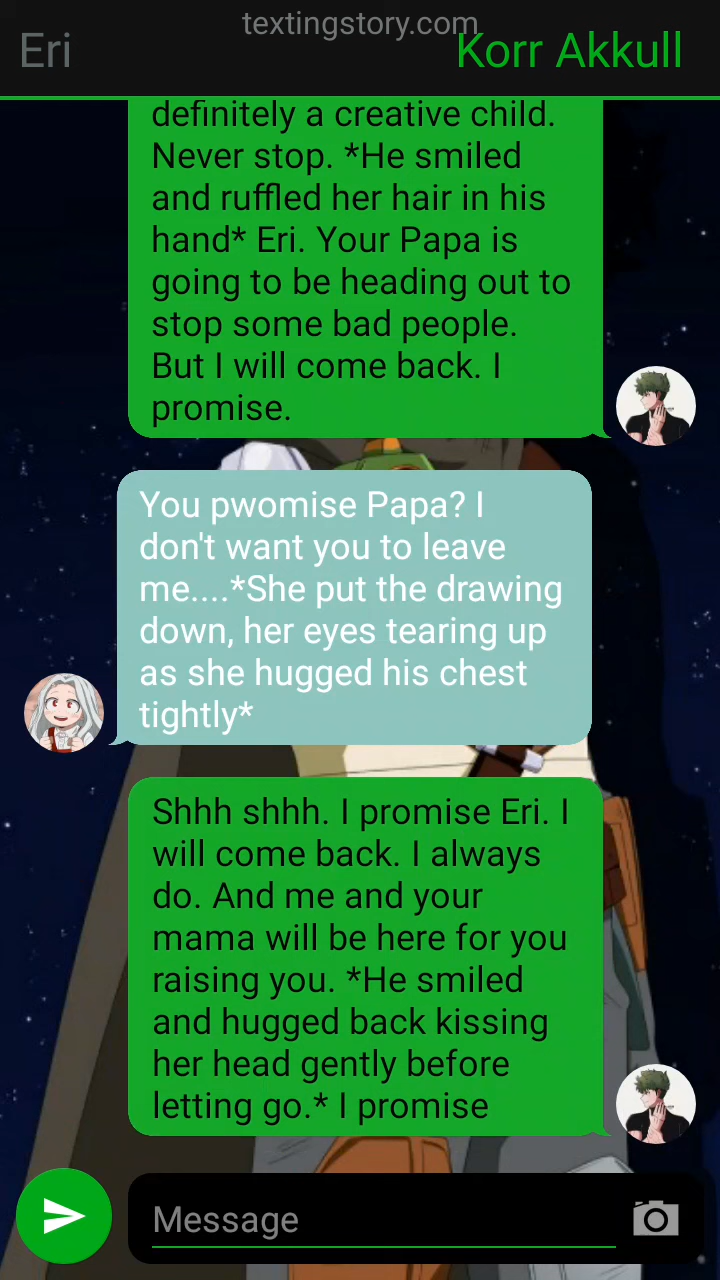 textingstory.com
Eri
Korr Akkull
definitely a creative child.
Never stop. *He smiled
and ruffled her hair in his
hand* Eri. Your Papa is
going to be heading out to
stop some bad people.
But I will come back. I
promise.
You pwomise Papa? I
don't want you to leave
me....*She put the drawing
down, her eyes tearing up
as she hugged his chest
tightly*
Shhh shhh. I promise Eri. I
will come back. I always
do. And me and your
mama will be here for you
raising you. *He smiled
and hugged back kissing
her head gently before
letting go.* I promise
Message